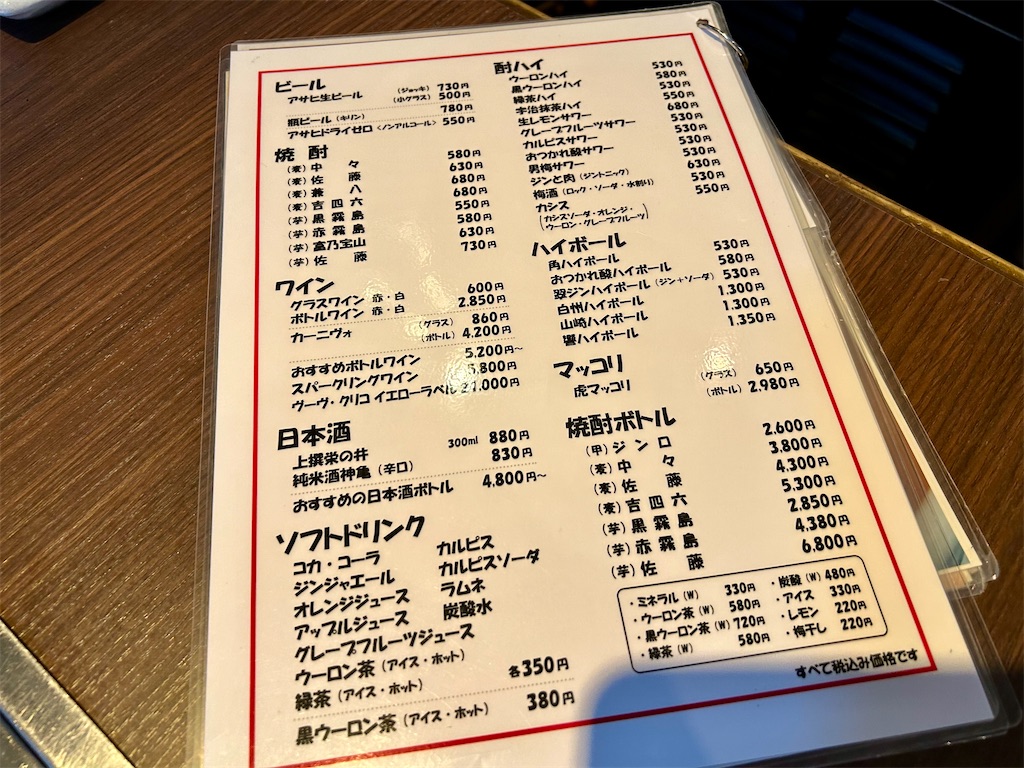 ビール
アサヒ生ビール (ジョッキ) 730円
(小グラス) 500円
瓶ビール (キリン) 780円
アサヒドライゼロ <ノンアルコール> 550円
焼酎
(麦) 中々 580円
(麦) 佐藤 630円
(麦) 兼八 680円
(麦) 吉四六 680円
(芋) 黒霧島 550円
(芋) 赤霧島 580円
(芋) 富乃宝山 630円
(芋) 佐藤 730円
ワイン
グラスワイン 赤・白 600円
ボトルワイン 赤・白 2.850円
カーニヴォ (グラス) 860円
(ボトル) 4.200円
おすすめボトルワイン 5.200円~
スパークリングワイン 5.800円
ヴーヴ・クリコ イエローラベル
日本酒
上撰栄の井 300ml 880円
純米酒神亀 (辛口) 830円
おすすめの日本酒ボトル 4.800円~
ソフトドリンク
コカ・コーラ カルピス
ジンジャエール カルピスソーダ
オレンジジュース ラムネ
アップルジュース 炭酸水
グレープフルーツジュース
ウーロン茶 (アイス・ホット)
緑茶 (アイス・ホット) 各350円
黒ウーロン茶 (アイス・ホット) 380円
酎ハイ
ウーロンハイ 530円
黒ウーロンハイ 580円
緑茶ハイ 530円
宇治抹茶ハイ 550円
生レモンサワー 680円
グレープフルーツサワー 530円
カルピスサワー 530円
おつかれ酸サワー 530円
男梅サワー 530円
ジンと肉 (ジントニック) 630円
梅酒 (ロック・ソーダ・水割り) 530円
カシス 550円
(カシスソーダ・オレンジ・
ウーロン・グレープフルーツ)
ハイボール
角ハイボール 530円
おつかれ酸ハイボール 580円
翠ジンハイボール (ジン+ソーダ) 530円
白州ハイボール 1.300円
山崎ハイボール 1.300円
響ハイボール 1.350円
マッコリ
虎マッコリ (グラス) 650円
(ボトル) 2.980円
焼酎ボトル
(甲) ジンロ 2.600円
(麦) 中々 3.800円
(麦) 佐藤 4.300円
(麦) 吉四六 5.300円
(芋) 黒霧島 2.850円
(芋) 赤霧島 4.380円
(芋) 佐藤 6.800円
・ミネラル (W) 330円 ・炭酸 (W) 480円
・ウーロン茶 (W) 580円 ・アイス 330円
・黒ウーロン茶 (W) 720円 ・レモン 220円
・緑茶 (W) 580円 ・梅干し 220円
すべて税込み価格です